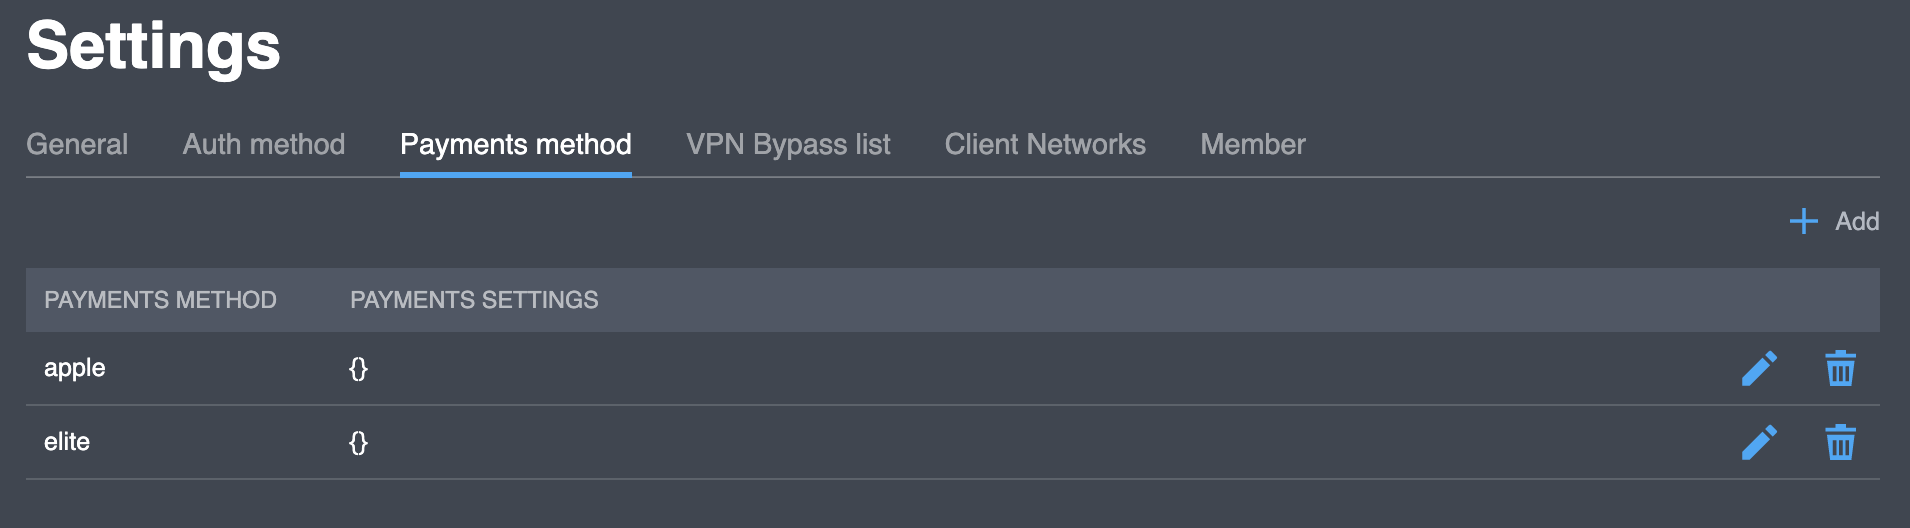 Settings
General Auth method Payments method VPN Bypass list Client Networks Member
Add
PAYMENTS METHOD PAYMENTS SETTINGS
apple {}
elite {}